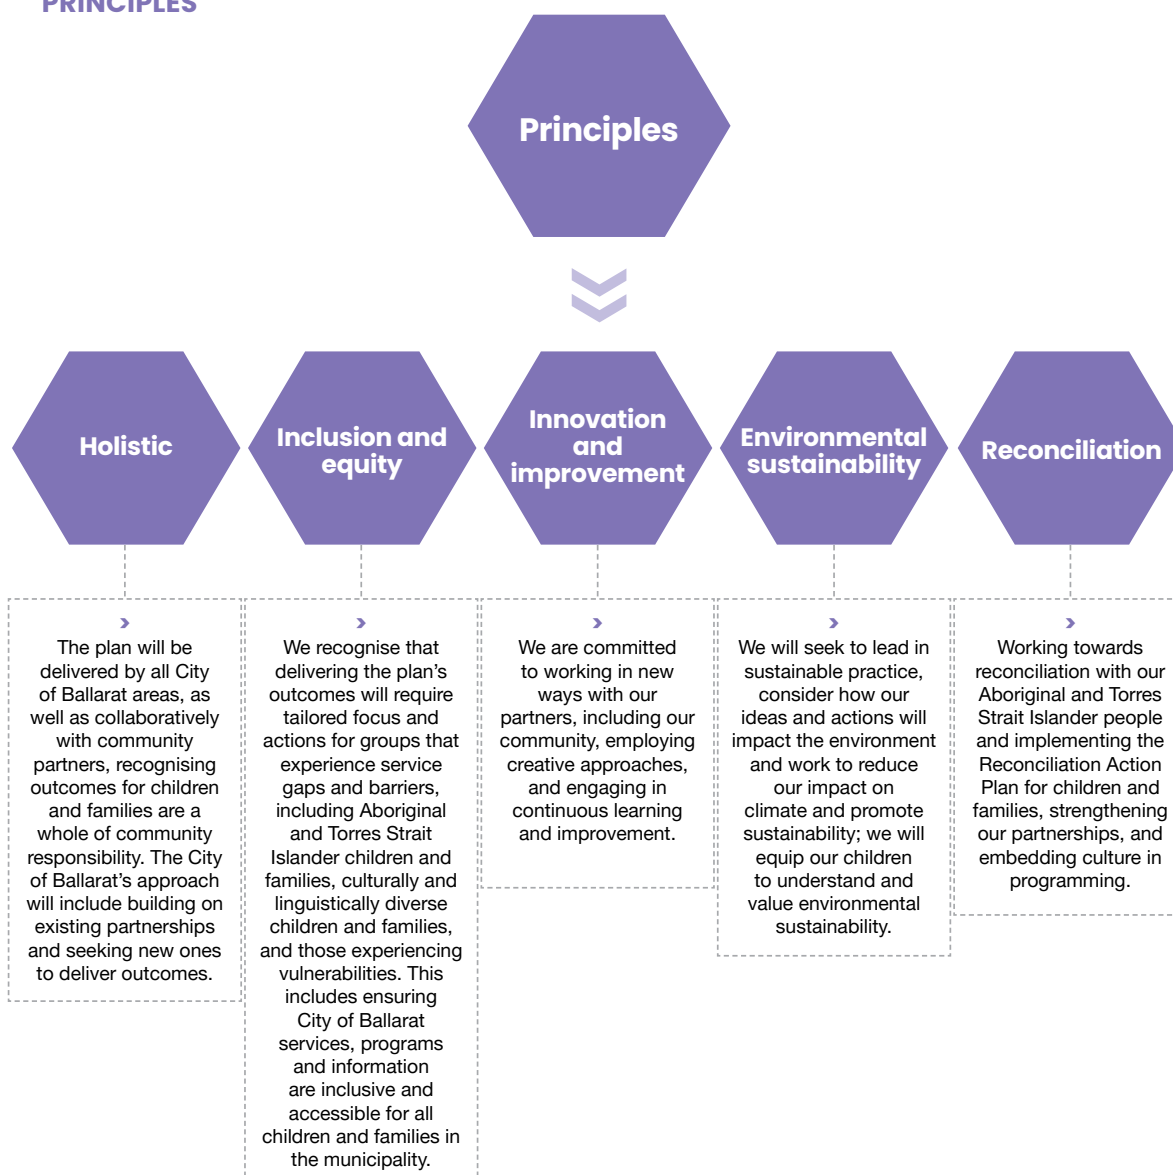 PRINCIPLES
Principles
Holistic
Inclusion and
equity
Innovation
and
improvement
Environmental
sustainability
Reconciliation
The plan will be
delivered by all City
of Ballarat areas, as
well as collaboratively
with community
partners, recognising
outcomes for children
and families are a
whole of community
responsibility. The City
of Ballarat’s approach
will include building on
existing partnerships
and seeking new ones
to deliver outcomes.
We recognise that
delivering the plan’s
outcomes will require
tailored focus and
actions for groups that
experience service
gaps and barriers,
including Aboriginal
and Torres Strait
Islander children and
families, culturally and
linguistically diverse
children and families,
and those experiencing
vulnerabilities. This
includes ensuring
City of Ballarat
services, programs
and information
are inclusive and
accessible for all
children and families in
the municipality.
We are committed
to working in new
ways with our
partners, including our
community, employing
creative approaches,
and engaging in
continuous learning
and improvement.
We will seek to lead in
sustainable practice,
consider how our
ideas and actions will
impact the environment
and work to reduce
our impact on
climate and promote
sustainability; we will
equip our children
to understand and
value environmental
sustainability.
Working towards
reconciliation with our
Aboriginal and Torres
Strait Islander people
and implementing the
Reconciliation Action
Plan for children and
families, strengthening
our partnerships, and
embedding culture in
programming.